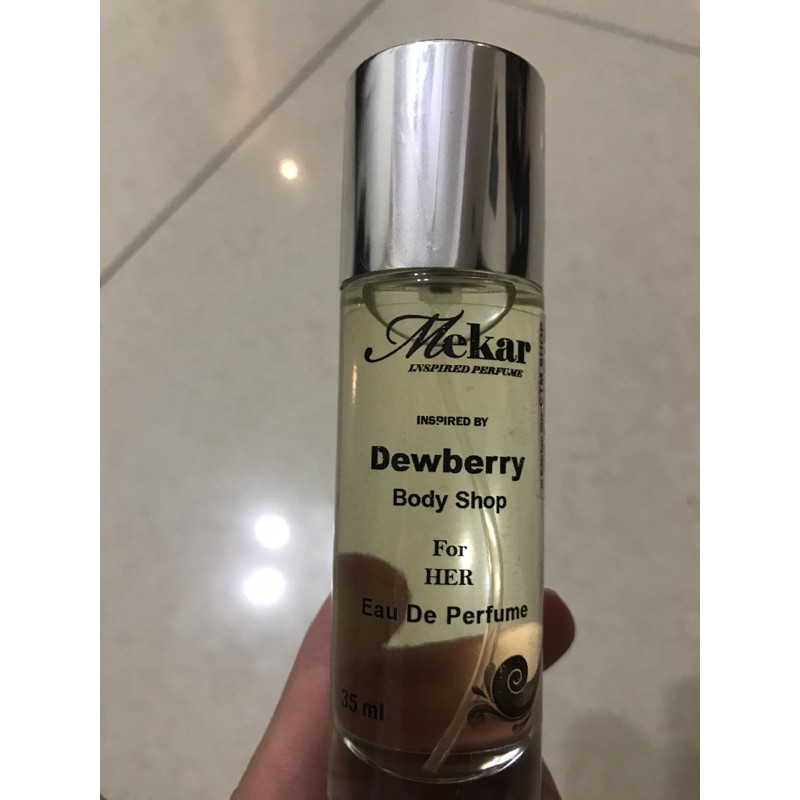 Mekar
INSPIRED PERFUME
INSPIRED BY
Dewberry
Body Shop
For
HER
Eau De Perfume
35 ml